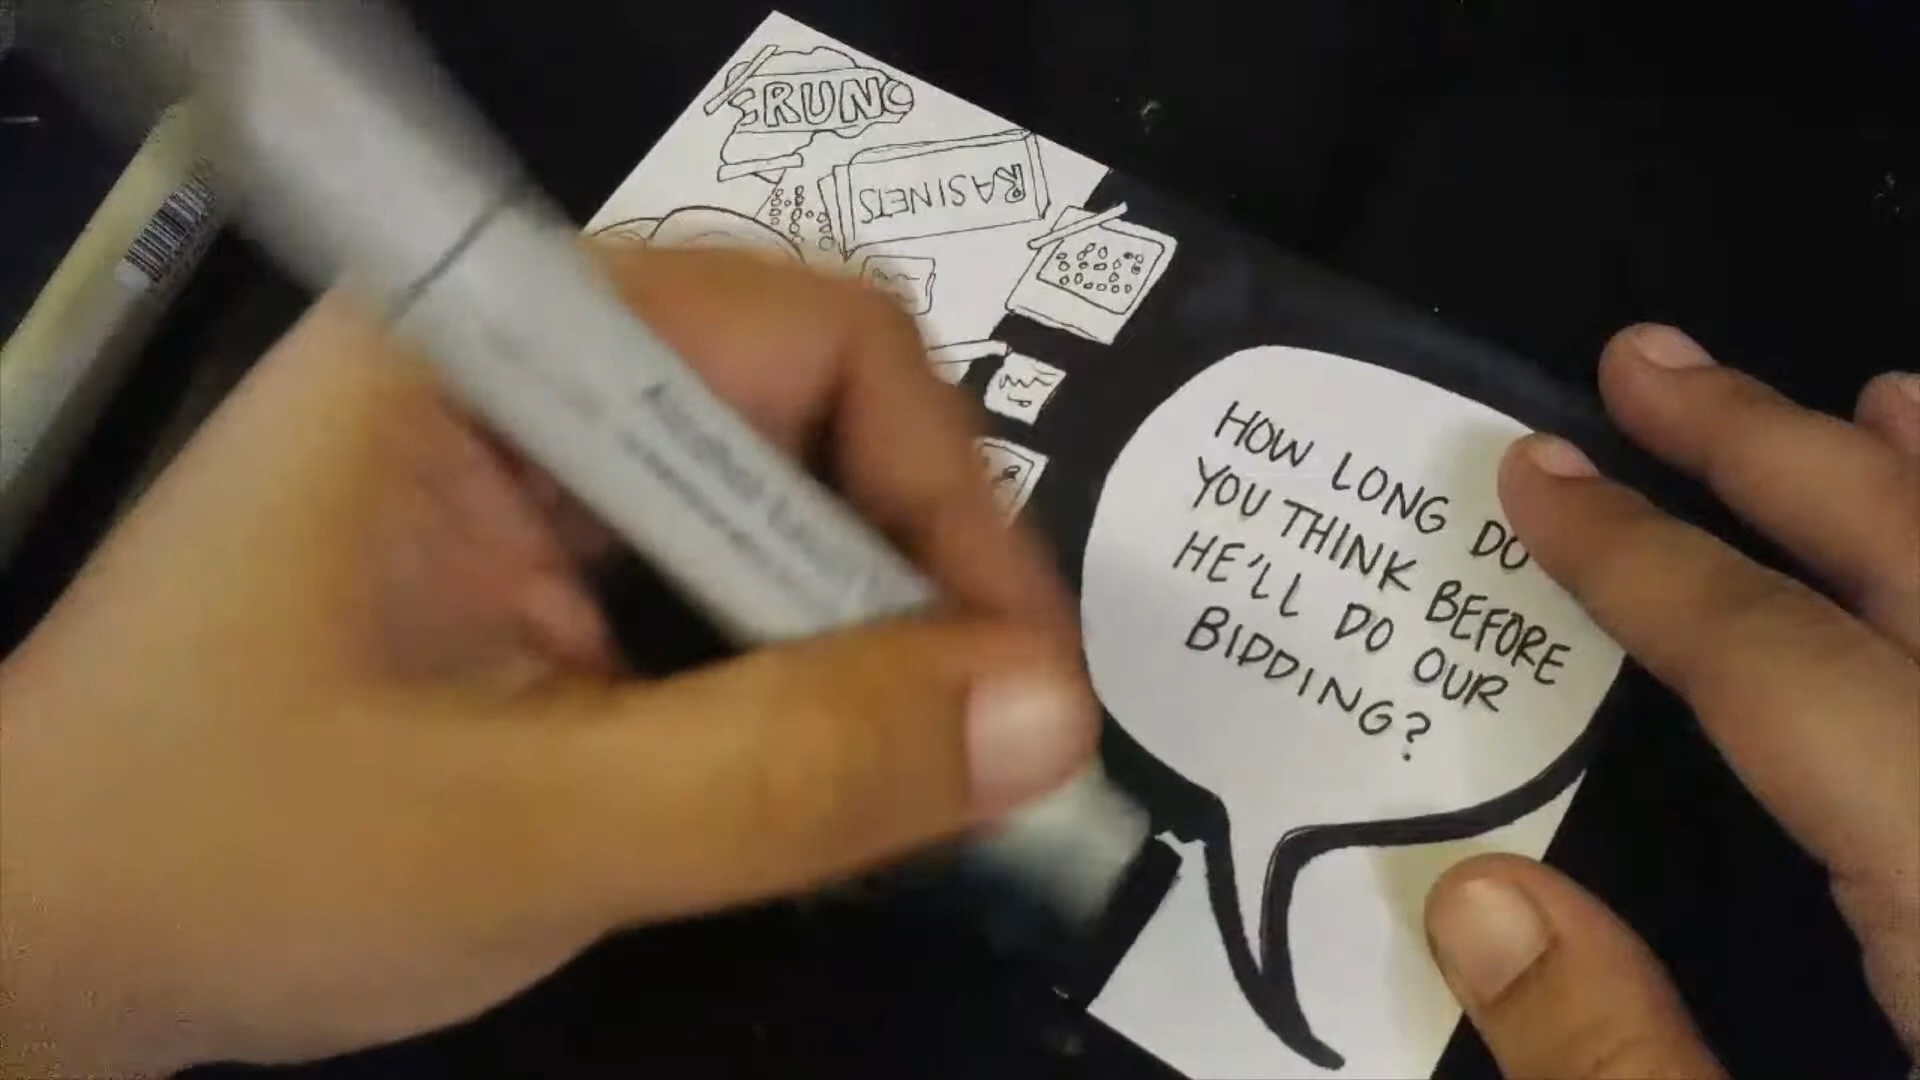 CRUNC
RASINETS
HOW LONG DO
YOU THINK BEFORE
HE'LL DO OUR
BIDDING?